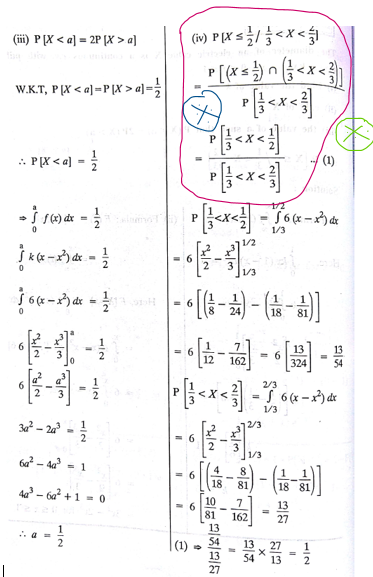 (iii) P [X < a] = 2P [X > a]
W.K.T, P [X < a] = P [X > a] = 1/2
∴ P [X < a] = 1/2
⇒ ∫₀ᵃ f(x) dx = 1/2
∫₀ᵃ k (x − x²) dx = 1/2
∫₀ᵃ 6 (x − x²) dx = 1/2
6 [x²/2 − x³/3]₀ᵃ = 1/2
6 [a²/2 − a³/3] = 1/2
3a² − 2a³ = 1/2
6a² − 4a³ = 1
4a³ − 6a² + 1 = 0
∴ a = 1/2
(iv) P [X ≤ 1/2 / 1/3 < X < 2/3]
= P [(X ≤ 1/2) ∩ (1/3 < X < 2/3)] / P [1/3 < X < 2/3]
= P [1/3 < X < 1/2] / P [1/3 < X < 2/3] ... (1)
P [1/3 < X < 1/2] = ∫_{1/3}^{1/2} 6 (x − x²) dx
= 6 [x²/2 − x³/3]_{1/3}^{1/2}
= 6 [(1/8 − 1/24) − (1/18 − 1/81)]
= 6 [1/12 − 7/162] = 6 [13/324] = 13/54
P [1/3 < X < 2/3] = ∫_{1/3}^{2/3} 6 (x − x²) dx
= 6 [x²/2 − x³/3]_{1/3}^{2/3}
= 6 [(4/18 − 8/81) − (1/18 − 1/81)]
= 6 [10/81 − 7/162] = 13/27
(1) ⇒ (13/54)/(13/27) = 13/54 × 27/13 = 1/2